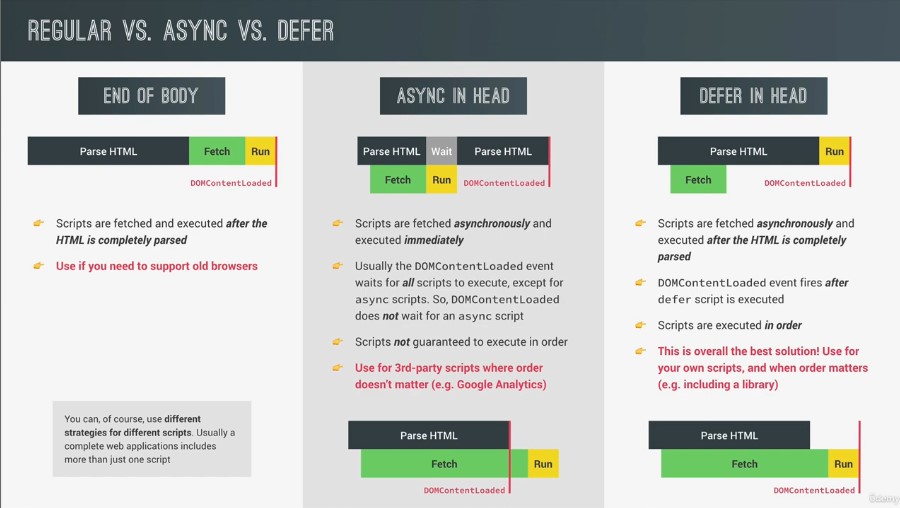 REGULAR VS. ASYNC VS. DEFER
END OF BODY
Parse HTML
Fetch
Run
DOMContentLoaded
Scripts are fetched and executed after the
HTML is completely parsed
Use if you need to support old browsers
You can, of course, use different
strategies for different scripts. Usually a
complete web applications includes
more than just one script
ASYNC IN HEAD
Parse HTML
Wait
Parse HTML
Fetch
Run
DOMContentLoaded
Scripts are fetched asynchronously and
executed immediately
Usually the DOMContentLoaded event
waits for all scripts to execute, except for
async scripts. So, DOMContentLoaded
does not wait for an async script
Scripts not guaranteed to execute in order
Use for 3rd-party scripts where order
doesn't matter (e.g. Google Analytics)
Parse HTML
Fetch
Run
DOMContentLoaded
DEFER IN HEAD
Parse HTML
Run
Fetch
DOMContentLoaded
Scripts are fetched asynchronously and
executed after the HTML is completely
parsed
DOMContentLoaded event fires after
defer script is executed
Scripts are executed in order
This is overall the best solution! Use for
your own scripts, and when order matters
(e.g. including a library)
Parse HTML
Fetch
Run
DOMContentLoaded
Udemy